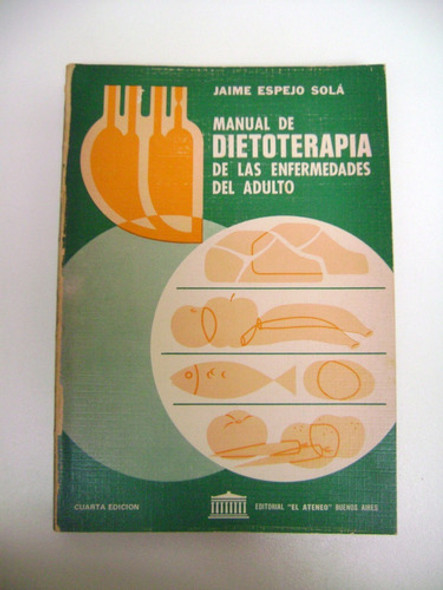 JAIME ESPEJO SOLÁ
MANUAL DE
DIETOTERAPIA
DE LAS ENFERMEDADES
DEL ADULTO
CUARTA EDICION
EDITORIAL "EL ATENEO" BUENOS AIRES